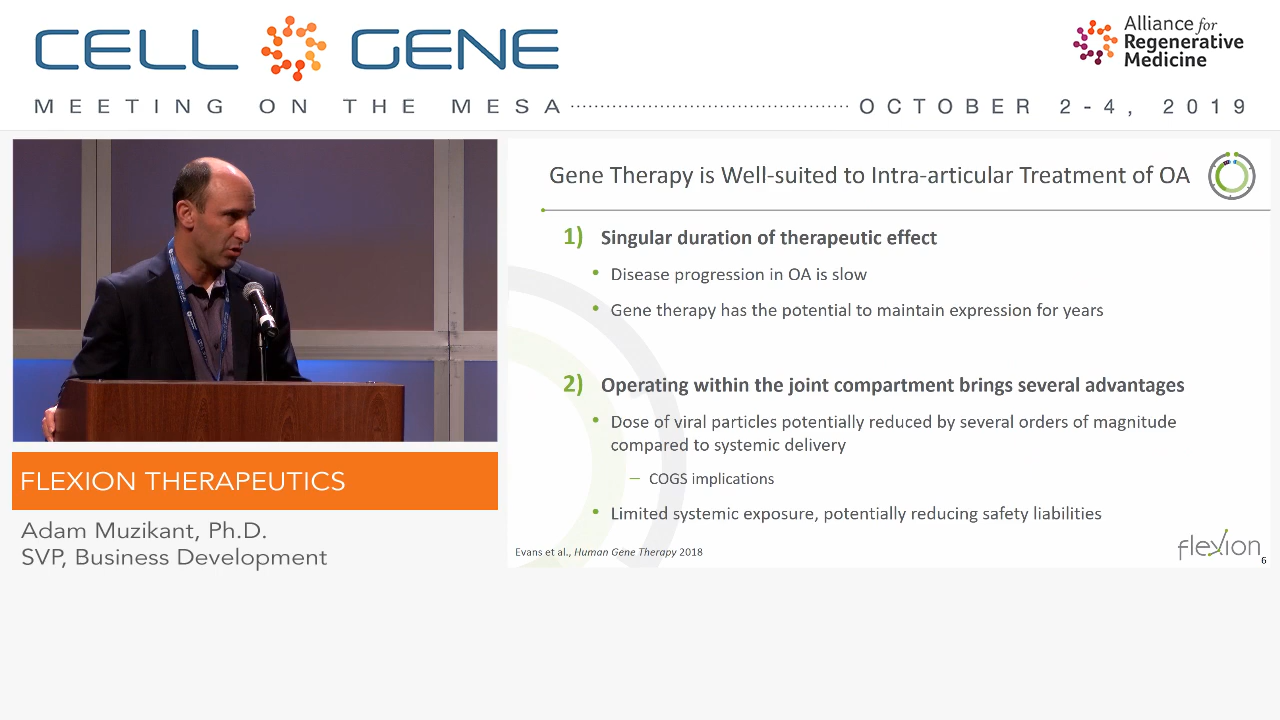 CELL GENE
MEETING ON THE MESA
OCTOBER 2-4, 2019
Alliance for
Regenerative
Medicine
Gene Therapy is Well-suited to Intra-articular Treatment of OA
1) Singular duration of therapeutic effect
• Disease progression in OA is slow
• Gene therapy has the potential to maintain expression for years
2) Operating within the joint compartment brings several advantages
• Dose of viral particles potentially reduced by several orders of magnitude
compared to systemic delivery
– COGS implications
• Limited systemic exposure, potentially reducing safety liabilities
Evans et al., Human Gene Therapy 2018
flexion
6
FLEXION THERAPEUTICS
Adam Muzikant, Ph.D.
SVP, Business Development